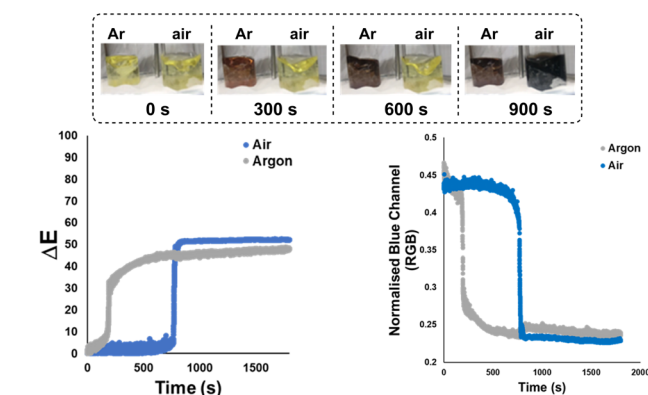 Ar air Ar air Ar air Ar air
0 s 300 s 600 s 900 s
100
90
80
70
60
50
40
30
20
10
0
ΔE
Air
Argon
0 500 1000 1500
Time (s)
0.5
0.45
0.4
0.35
0.3
0.25
0.2
Normalised Blue Channel
(RGB)
Argon
Air
0 500 1000 1500 2000
Time (s)